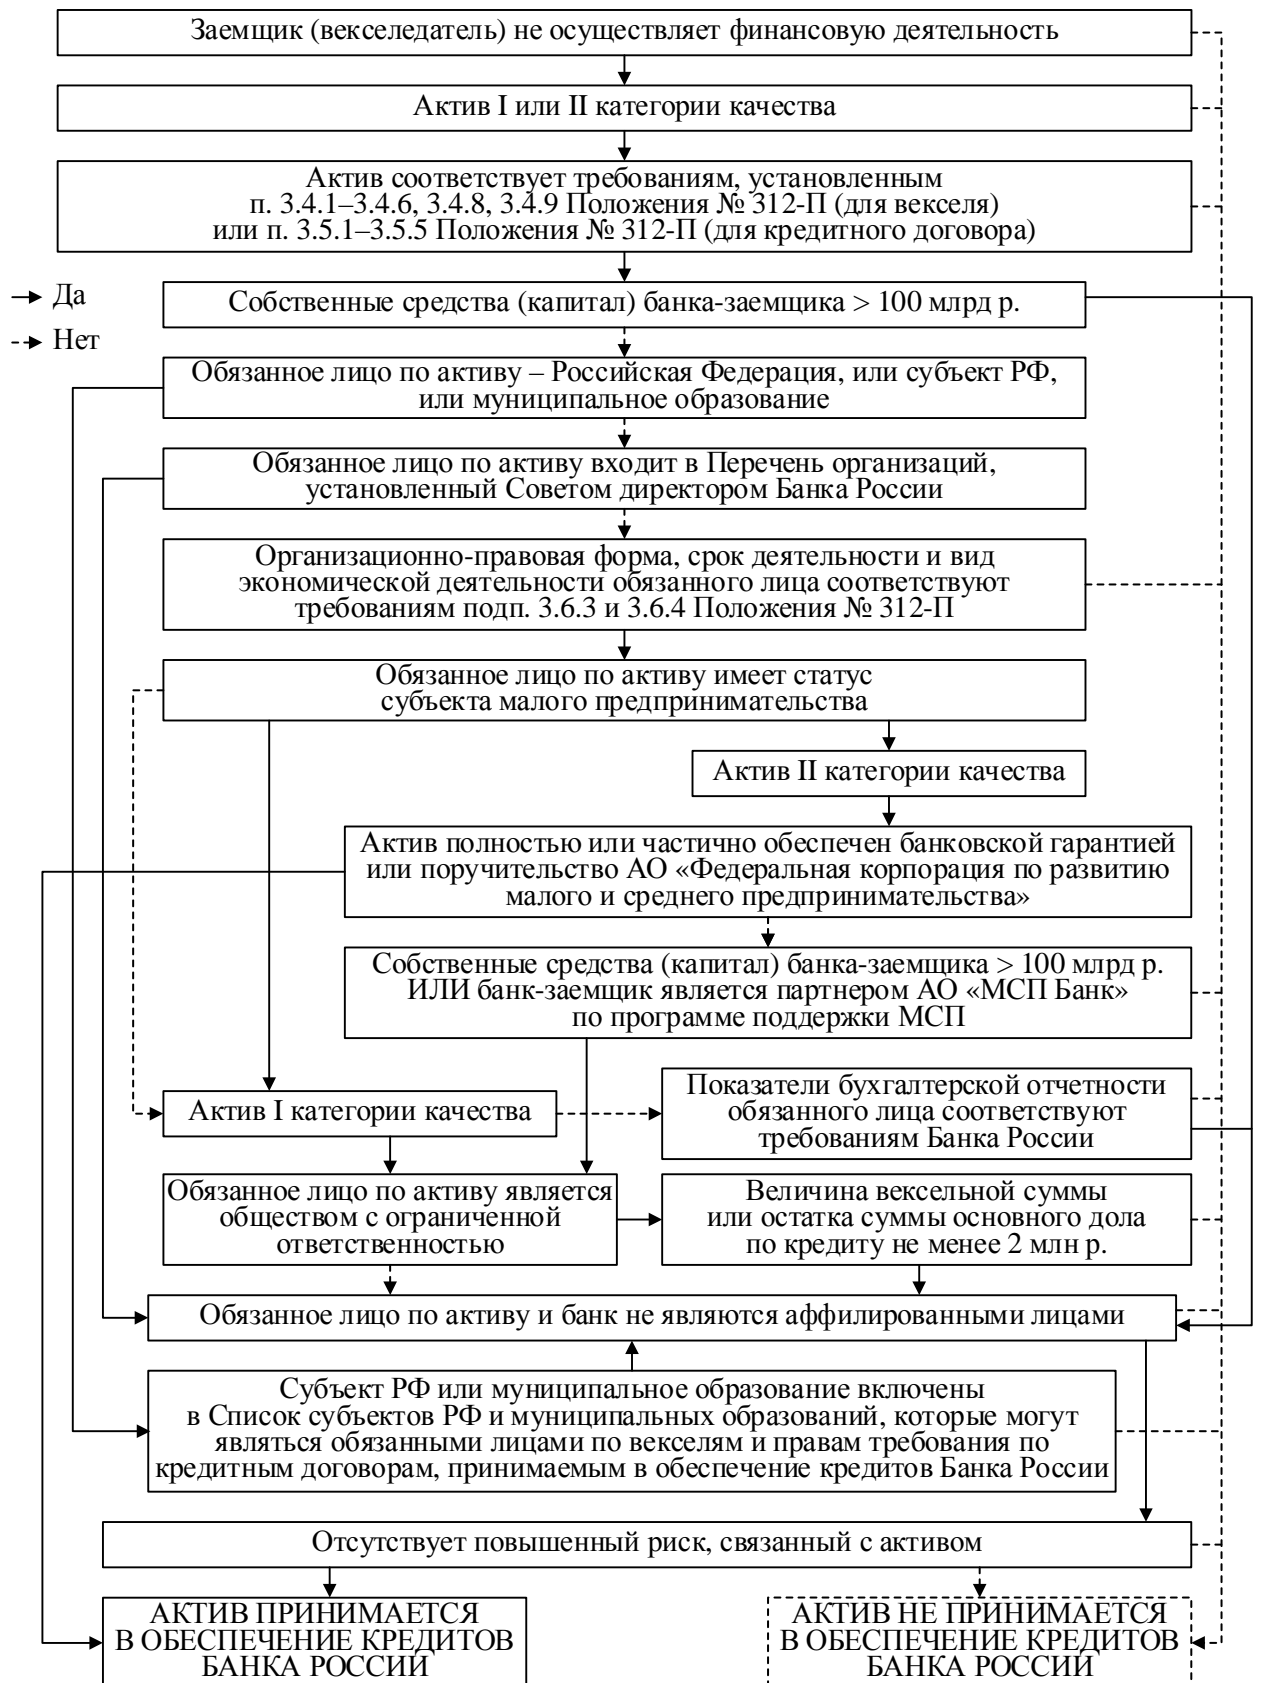 Заемщик (векселедатель) не осуществляет финансовую деятельность
Актив I или II категории качества
Актив соответствует требованиям, установленным
п. 3.4.1–3.4.6, 3.4.8, 3.4.9 Положения № 312-П (для векселя)
или п. 3.5.1–3.5.5 Положения № 312-П (для кредитного договора)
Да
Нет
Собственные средства (капитал) банка-заемщика > 100 млрд р.
Обязанное лицо по активу – Российская Федерация, или субъект РФ,
или муниципальное образование
Обязанное лицо по активу входит в Перечень организаций,
установленный Советом директором Банка России
Организационно-правовая форма, срок деятельности и вид
экономической деятельности обязанного лица соответствуют
требованиям подп. 3.6.3 и 3.6.4 Положения № 312-П
Обязанное лицо по активу имеет статус
субъекта малого предпринимательства
Актив II категории качества
Актив полностью или частично обеспечен банковской гарантией
или поручительство АО «Федеральная корпорация по развитию
малого и среднего предпринимательства»
Собственные средства (капитал) банка-заемщика > 100 млрд р.
ИЛИ банк-заемщик является партнером АО «МСП Банк»
по программе поддержки МСП
Актив I категории качества
Показатели бухгалтерской отчетности
обязанного лица соответствуют
требованиям Банка России
Обязанное лицо по активу является
обществом с ограниченной
ответственностью
Величина вексельной суммы
или остатка суммы основного дола
по кредиту не менее 2 млн р.
Обязанное лицо по активу и банк не являются аффилированными лицами
Субъект РФ или муниципальное образование включены
в Список субъектов РФ и муниципальных образований, которые могут
являться обязанными лицами по векселям и правам требования по
кредитным договорам, принимаемым в обеспечение кредитов Банка России
Отсутствует повышенный риск, связанный с активом
АКТИВ ПРИНИМАЕТСЯ
В ОБЕСПЕЧЕНИЕ КРЕДИТОВ
БАНКА РОССИИ
АКТИВ НЕ ПРИНИМАЕТСЯ
В ОБЕСПЕЧЕНИЕ КРЕДИТОВ
БАНКА РОССИИ